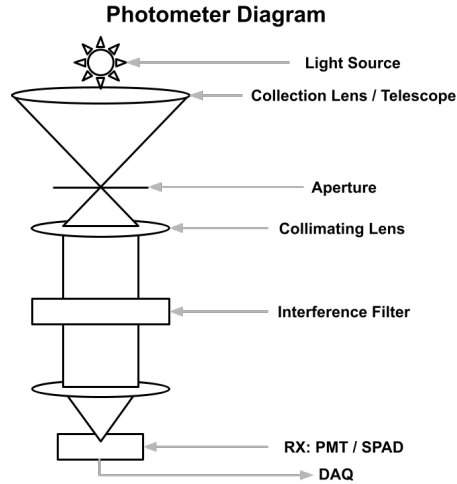 Photometer Diagram
Light Source
Collection Lens / Telescope
Aperture
Collimating Lens
Interference Filter
RX: PMT / SPAD
DAQ